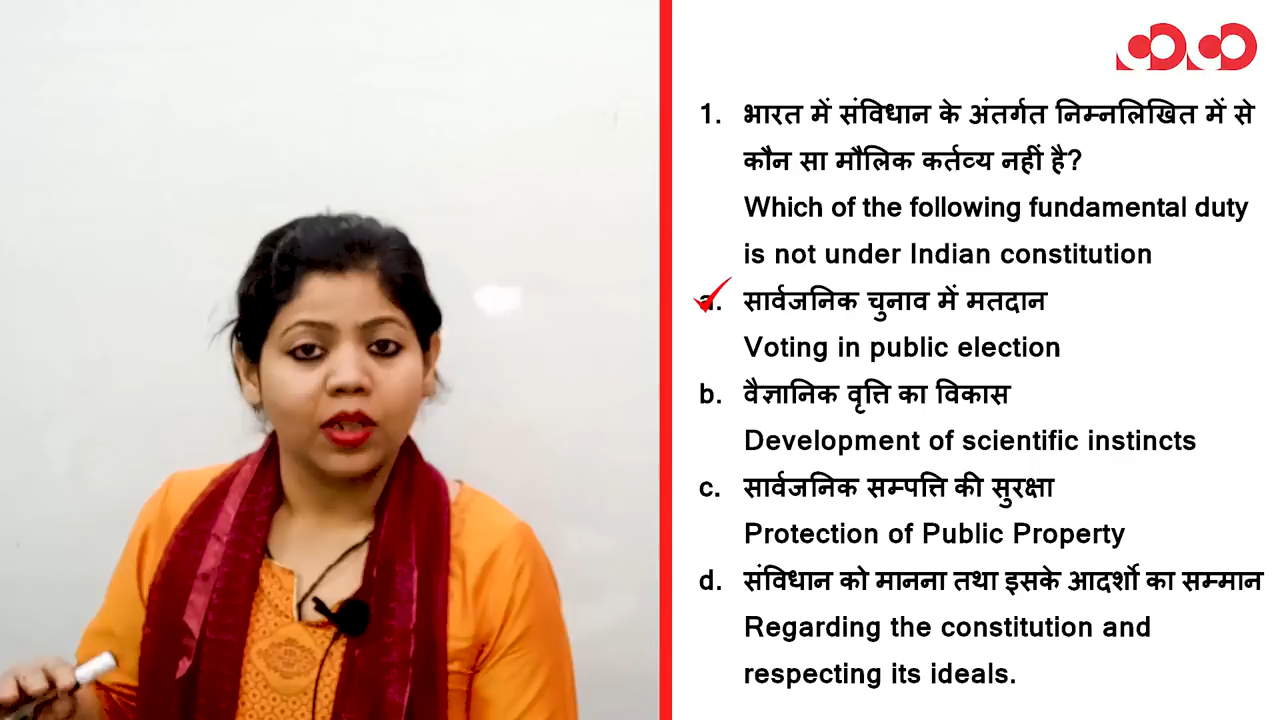 1. भारत में संविधान के अंतर्गत निम्नलिखित में से
कौन सा मौलिक कर्तव्य नहीं है?
Which of the following fundamental duty
is not under Indian constitution
a. सार्वजनिक चुनाव में मतदान
Voting in public election
b. वैज्ञानिक वृत्ति का विकास
Development of scientific instincts
c. सार्वजनिक सम्पत्ति की सुरक्षा
Protection of Public Property
d. संविधान को मानना तथा इसके आदर्शो का सम्मान
Regarding the constitution and
respecting its ideals.